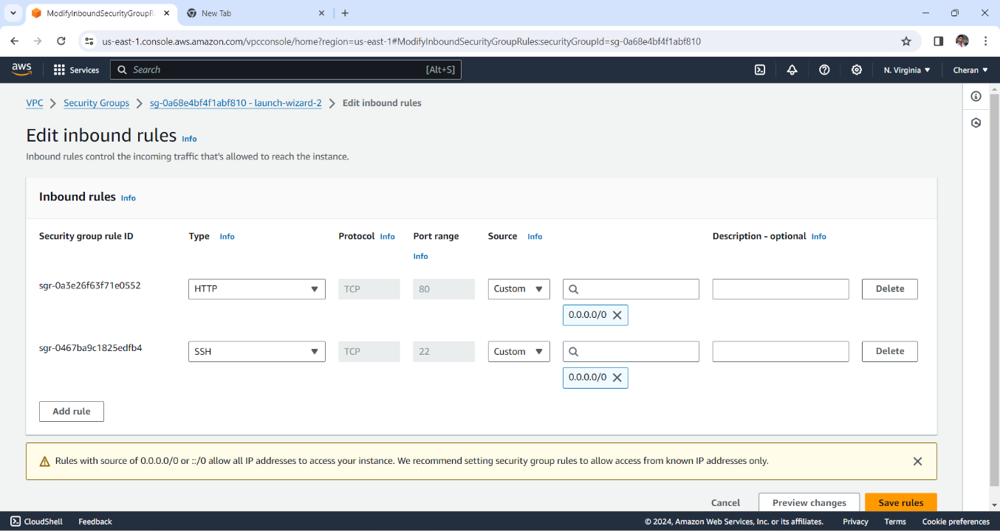 ModifyInboundSecurityGroupR
New Tab
us-east-1.console.aws.amazon.com/vpcconsole/home?region=us-east-1#ModifyInboundSecurityGroupRules:securityGroupId=sg-0a68e4bf4f1abf810
aws Services Search [Alt+S] N. Virginia Cheran
VPC Security Groups sg-0a68e4bf4f1abf810 - launch-wizard-2 Edit inbound rules
Edit inbound rules Info
Inbound rules control the incoming traffic that's allowed to reach the instance.
Inbound rules Info
Security group rule ID Type Info Protocol Info Port range Source Info Description - optional Info
Info
sgr-0a3e26f63f71e0552 HTTP TCP 80 Custom Delete
0.0.0.0/0
sgr-0467ba9c1825edfb4 SSH TCP 22 Custom Delete
0.0.0.0/0
Add rule
Rules with source of 0.0.0.0/0 or ::/0 allow all IP addresses to access your instance. We recommend setting security group rules to allow access from known IP addresses only.
Cancel Preview changes Save rules
CloudShell Feedback © 2024, Amazon Web Services, Inc. or its affiliates. Privacy Terms Cookie preferences